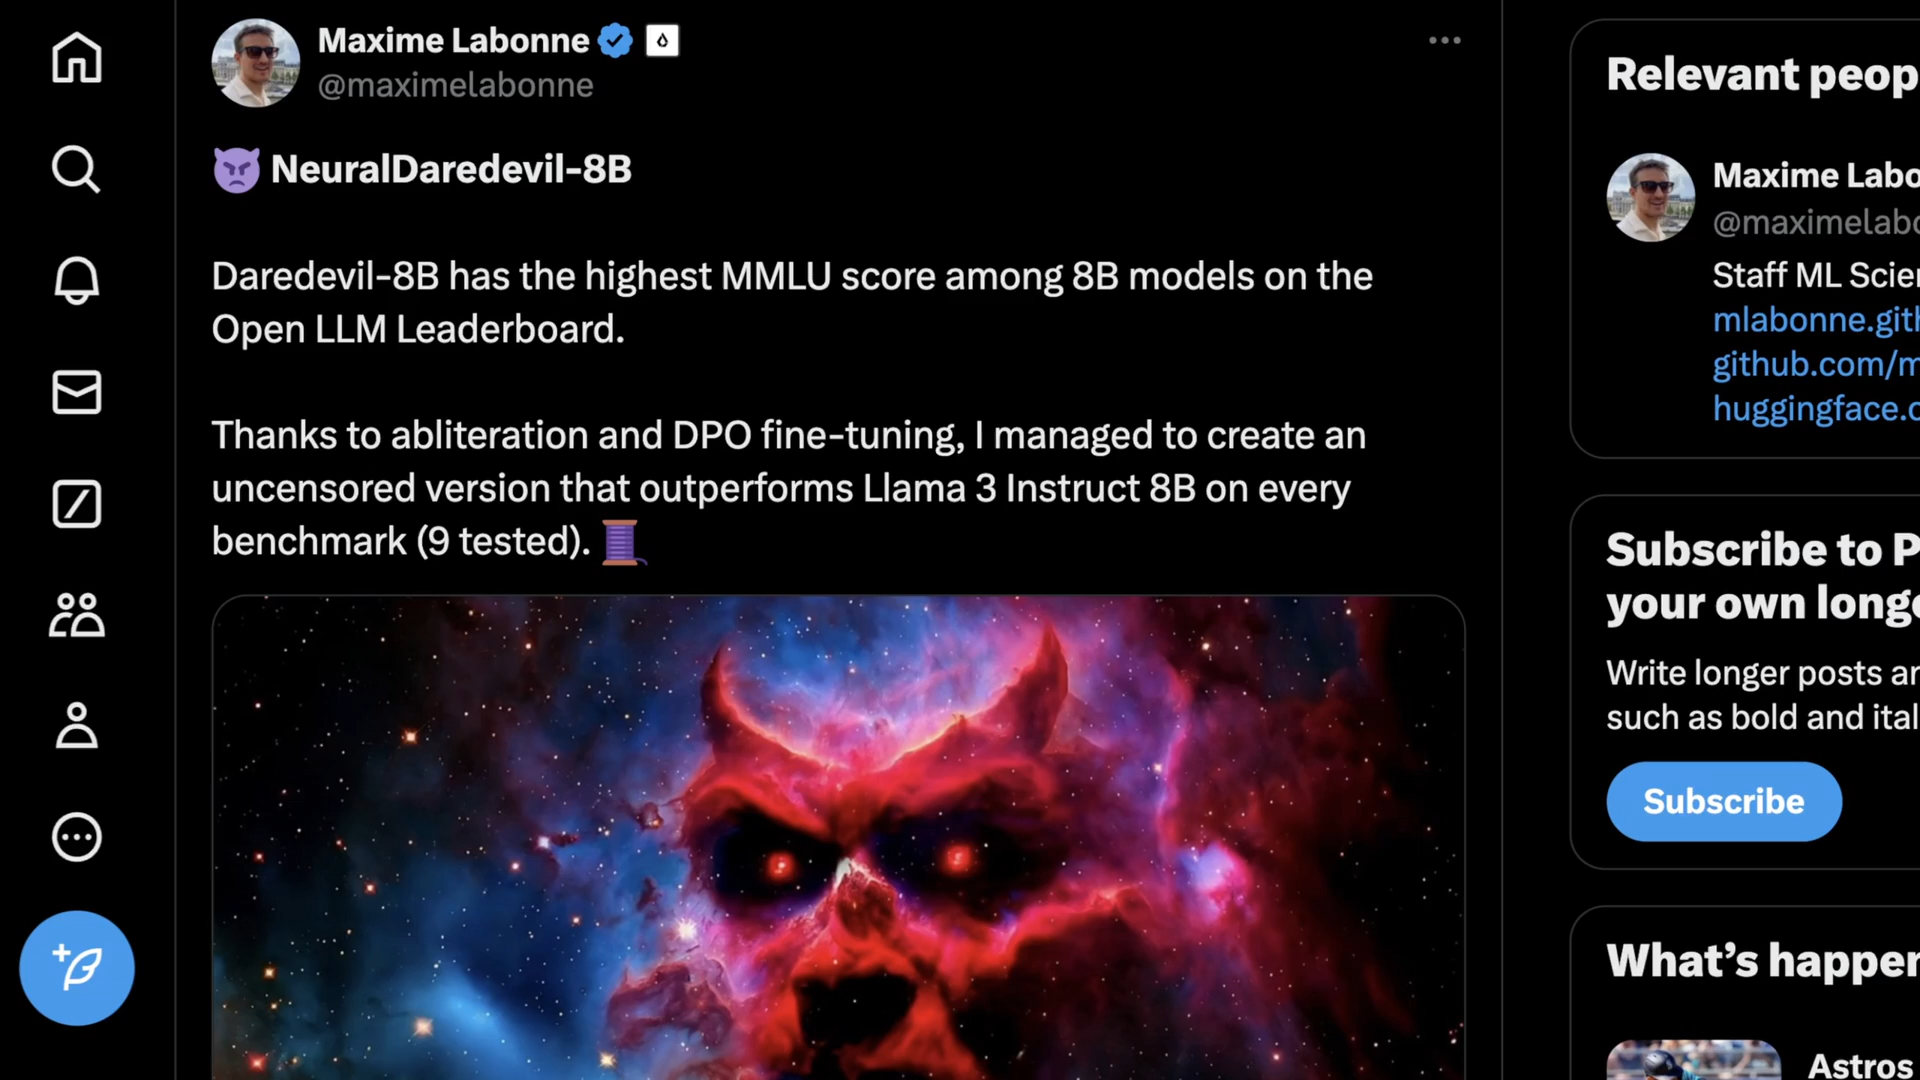 Maxime Labonne
@maximelabonne
NeuralDaredevil-8B
Daredevil-8B has the highest MMLU score among 8B models on the
Open LLM Leaderboard.
Thanks to abliteration and DPO fine-tuning, I managed to create an
uncensored version that outperforms Llama 3 Instruct 8B on every
benchmark (9 tested).
Relevant peop
Maxime Labo
@maximelabo
Staff ML Scien
mlabonne.gith
github.com/m
huggingface.c
Subscribe to P
your own longe
Write longer posts an
such as bold and ital
Subscribe
What’s happen
Astros